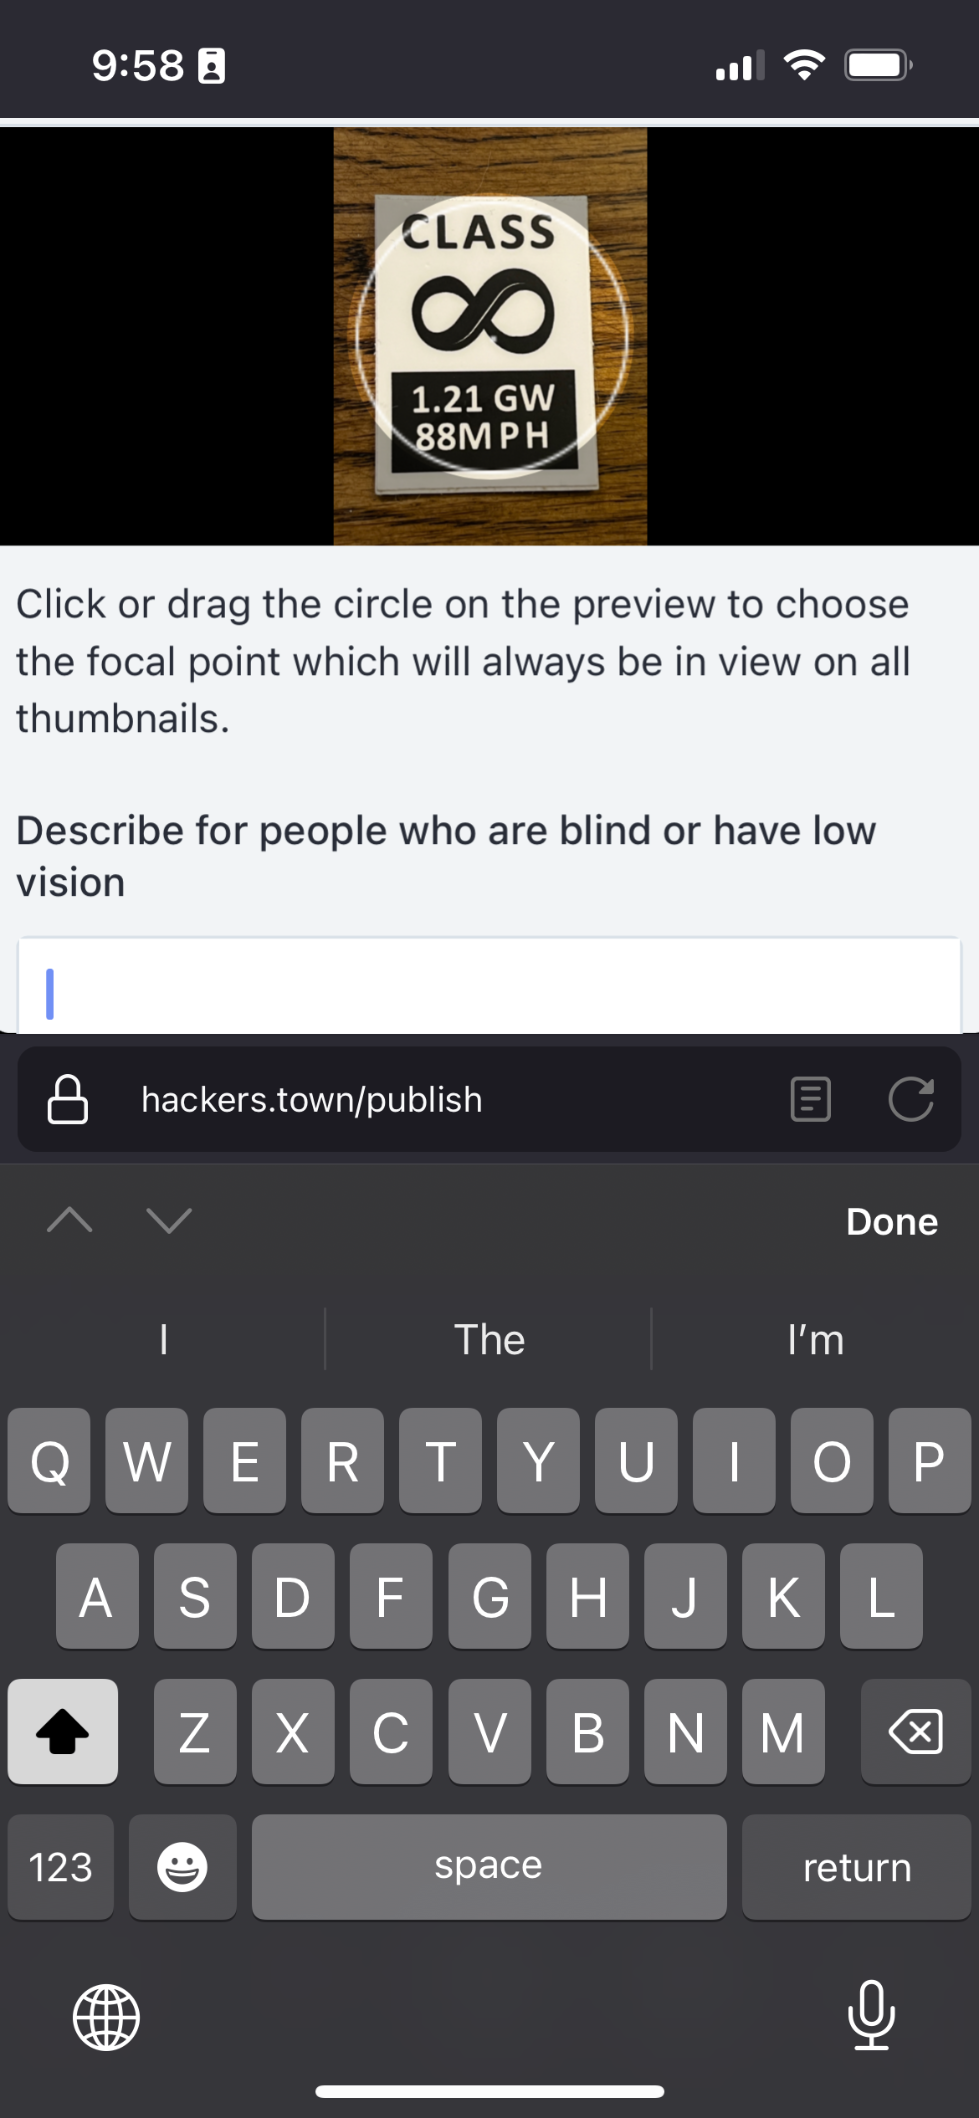 9:58
CLASS
∞
1.21 GW
88MPH
Click or drag the circle on the preview to choose
the focal point which will always be in view on all
thumbnails.
Describe for people who are blind or have low
vision
hackers.town/publish
Done
I The I’m
Q W E R T Y U I O P
A S D F G H J K L
Z X C V B N M
123 space return